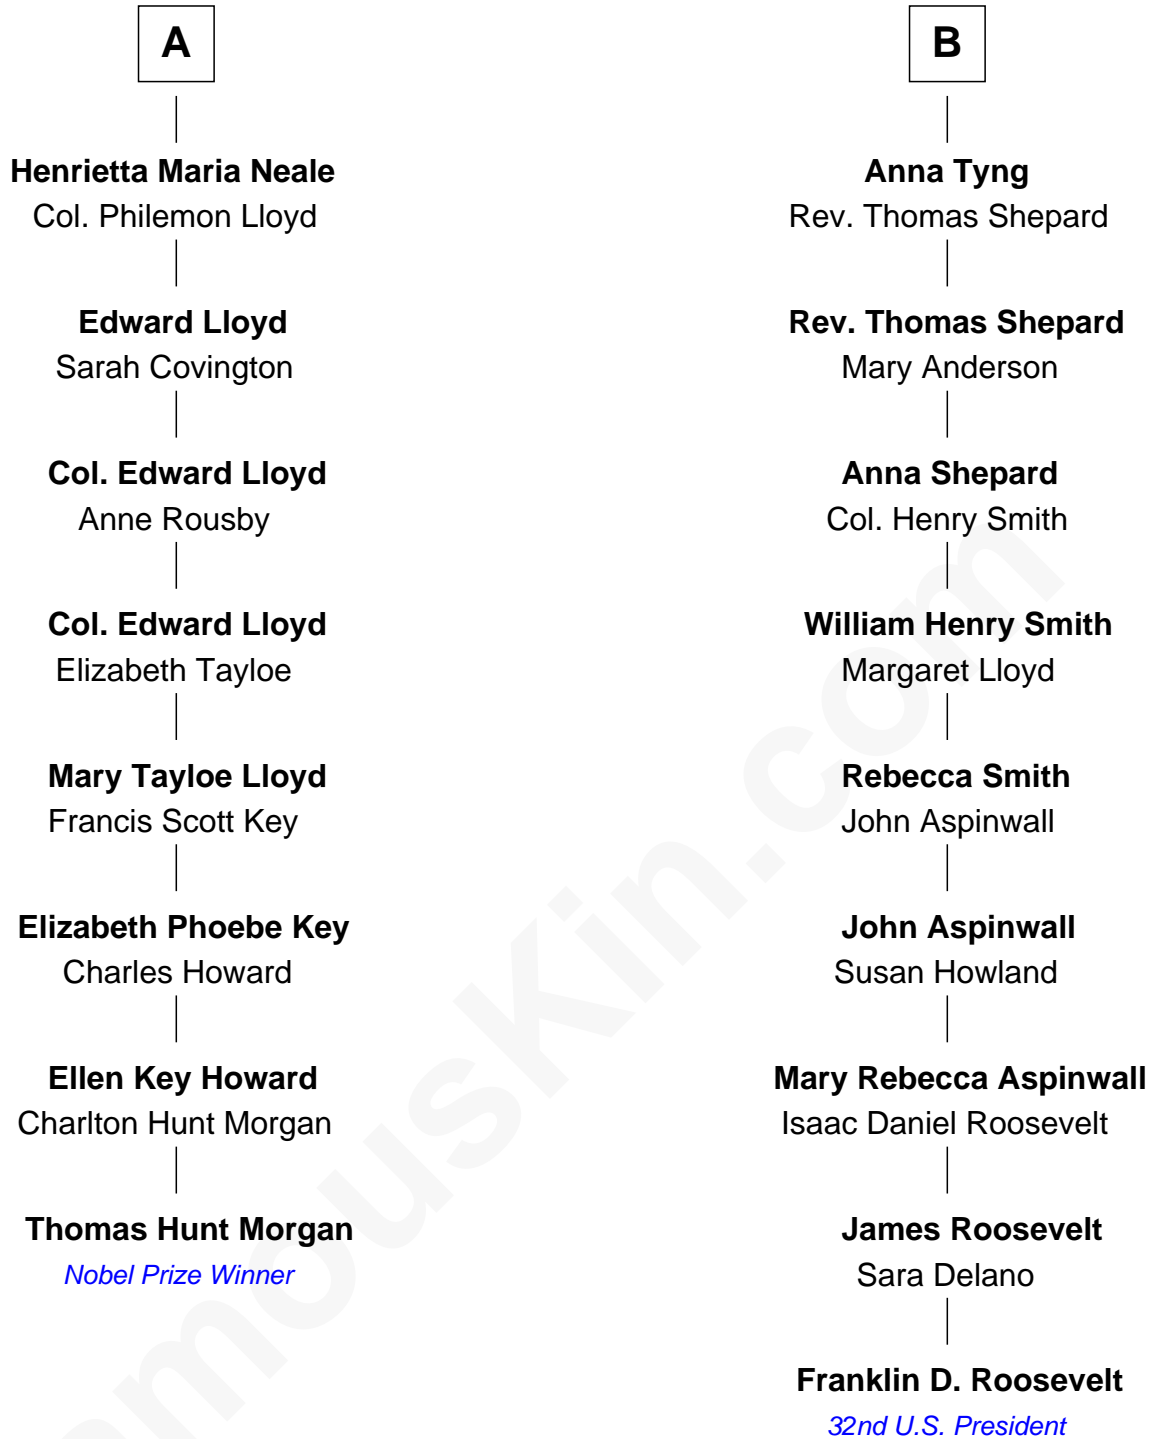 A
Henrietta Maria Neale
Col. Philemon Lloyd
Edward Lloyd
Sarah Covington
Col. Edward Lloyd
Anne Rousby
Col. Edward Lloyd
Elizabeth Tayloe
Mary Tayloe Lloyd
Francis Scott Key
Elizabeth Phoebe Key
Charles Howard
Ellen Key Howard
Charlton Hunt Morgan
Thomas Hunt Morgan
Nobel Prize Winner
B
Anna Tyng
Rev. Thomas Shepard
Rev. Thomas Shepard
Mary Anderson
Anna Shepard
Col. Henry Smith
William Henry Smith
Margaret Lloyd
Rebecca Smith
John Aspinwall
John Aspinwall
Susan Howland
Mary Rebecca Aspinwall
Isaac Daniel Roosevelt
James Roosevelt
Sara Delano
Franklin D. Roosevelt
32nd U.S. President
amousKin.com